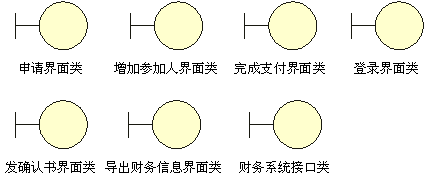 申请界面类 增加参加人界面类 完成支付界面类 登录界面类
发确认书界面类 导出财务信息界面类 财务系统接口类